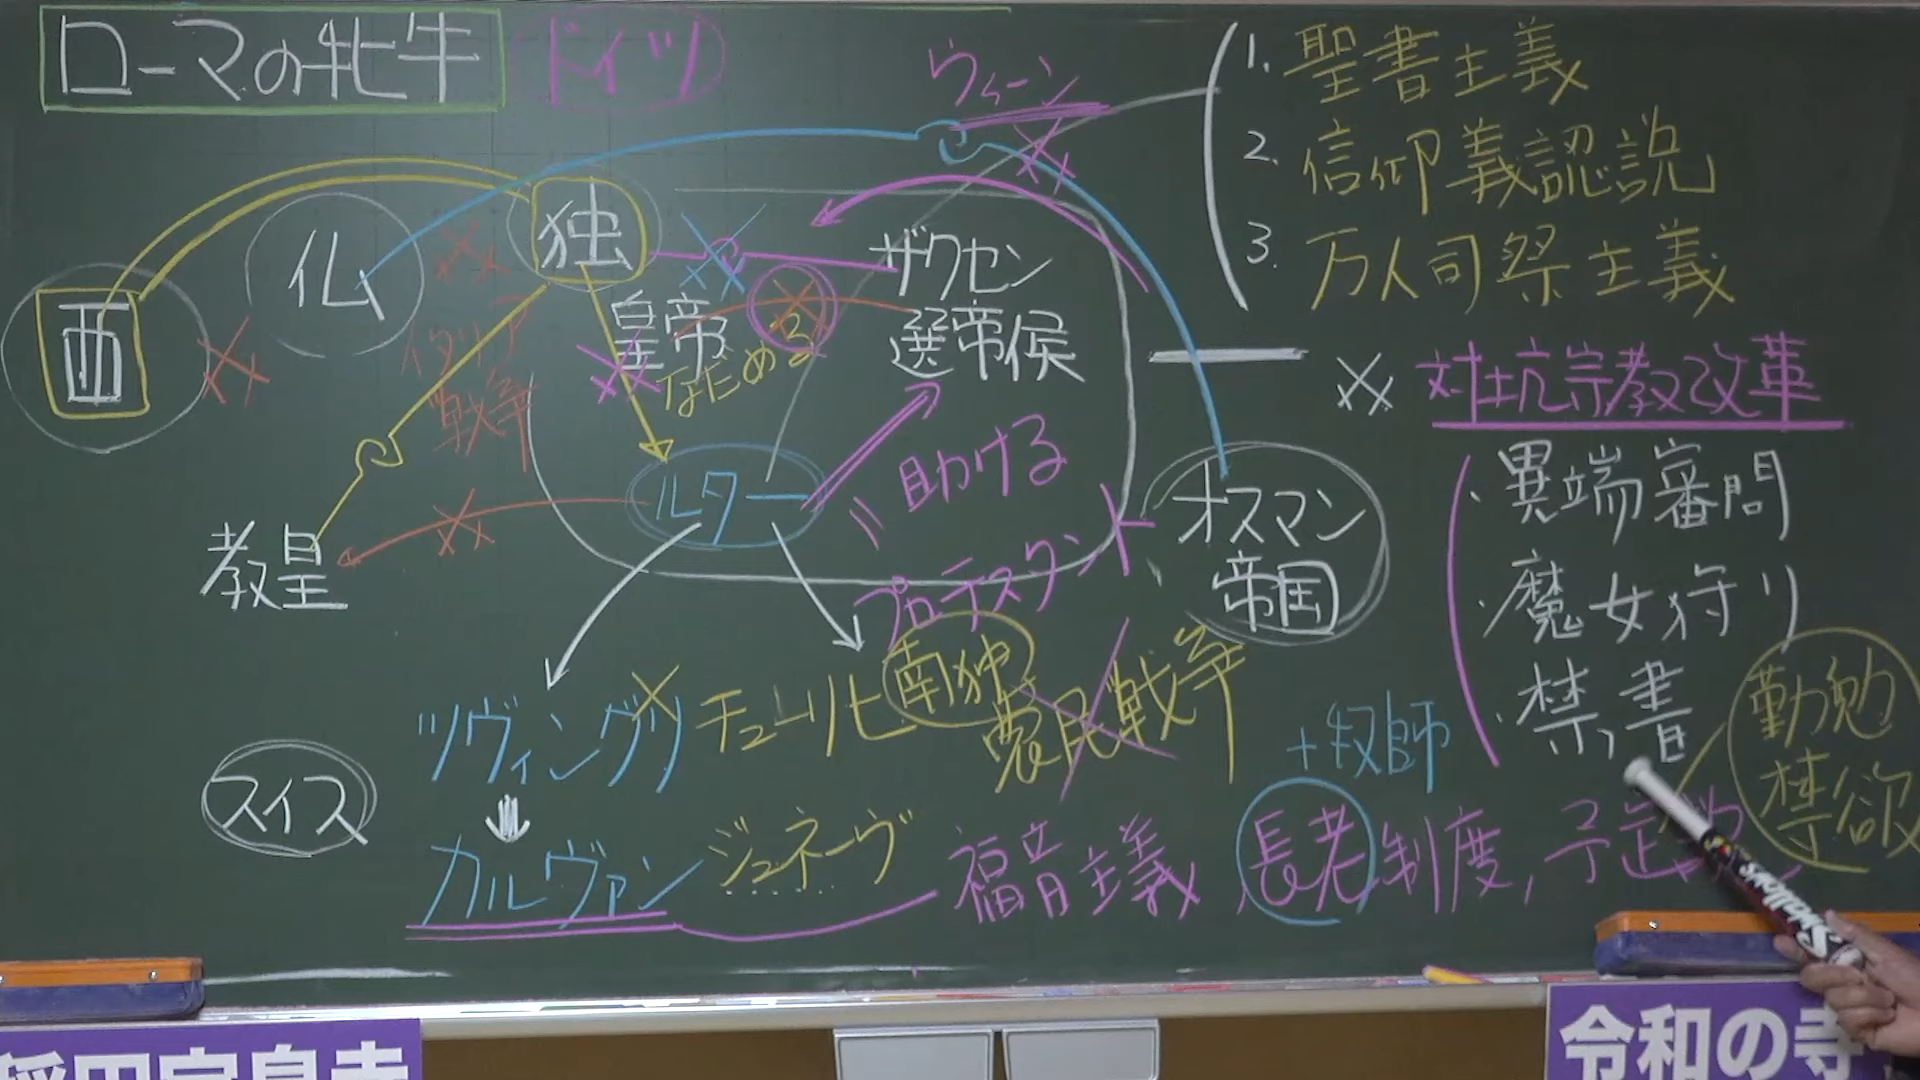 ローマの牝牛 ドイツ
ウィーン
1. 聖書主義
2. 信仰義認説
3. 万人司祭主義
西
仏
独
イタリア
戦争
皇帝
なだめる
ザクセン
選帝侯
対抗宗教改革
・異端審問
・魔女狩り
・禁書
ルター
助ける
プロテスタント
教皇
オスマン
帝国
ツヴィングリ チューリヒ
南独
農民戦争
+牧師
勤勉
禁欲
スイス
カルヴァン ジュネーヴ 福音主義, 長老制度, 予定説
Swallows
令和の寺